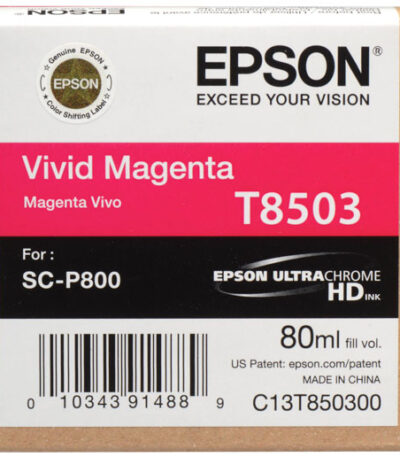 EPSON
Genuine EPSON
EPSON
Color Shifting Label
EPSON®
EXCEED YOUR VISION
Vivid Magenta
Magenta Vivo
T8503
For :
SC-P800
EPSON ULTRACHROME
HD INK
80ml fill vol.
US Patent: epson.com/patent
MADE IN CHINA
0 10343 91488 9
C13T850300